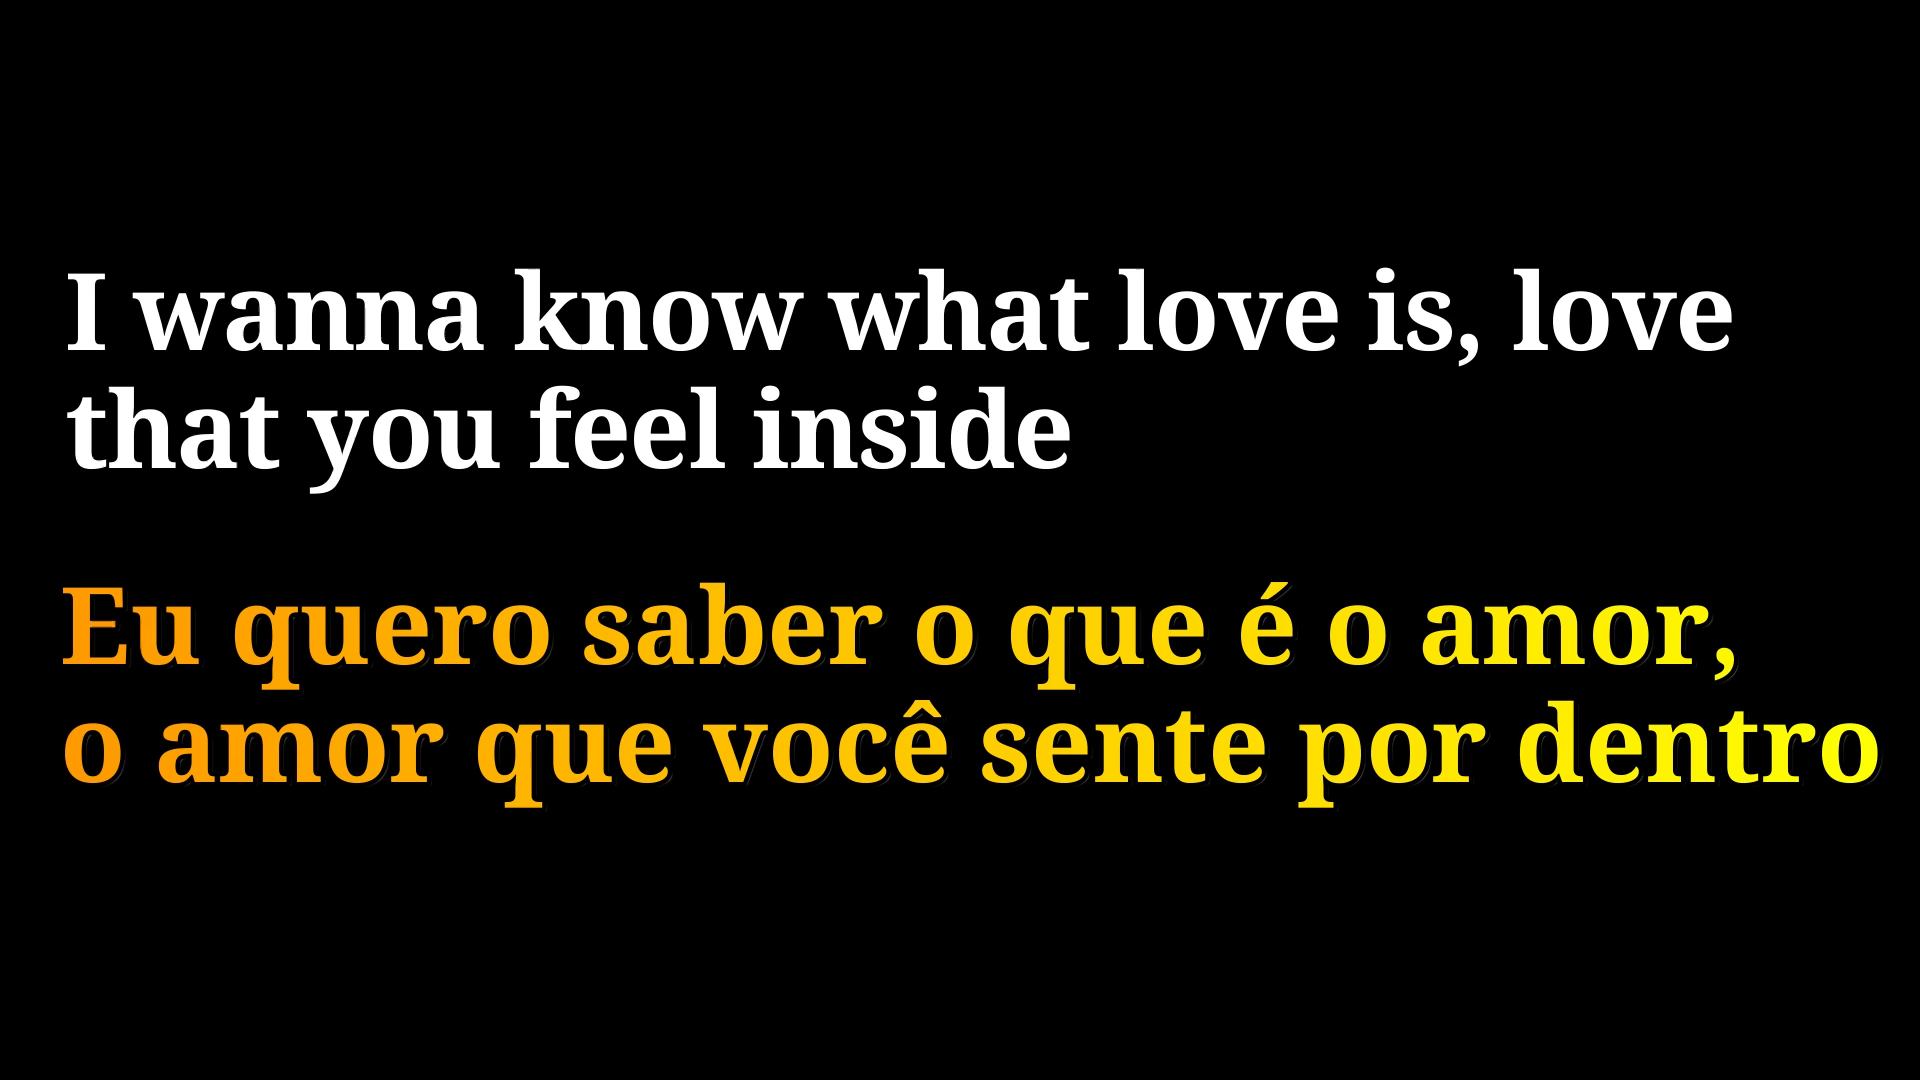 I wanna know what love is, love
that you feel inside
Eu quero saber o que é o amor,
o amor que você sente por dentro